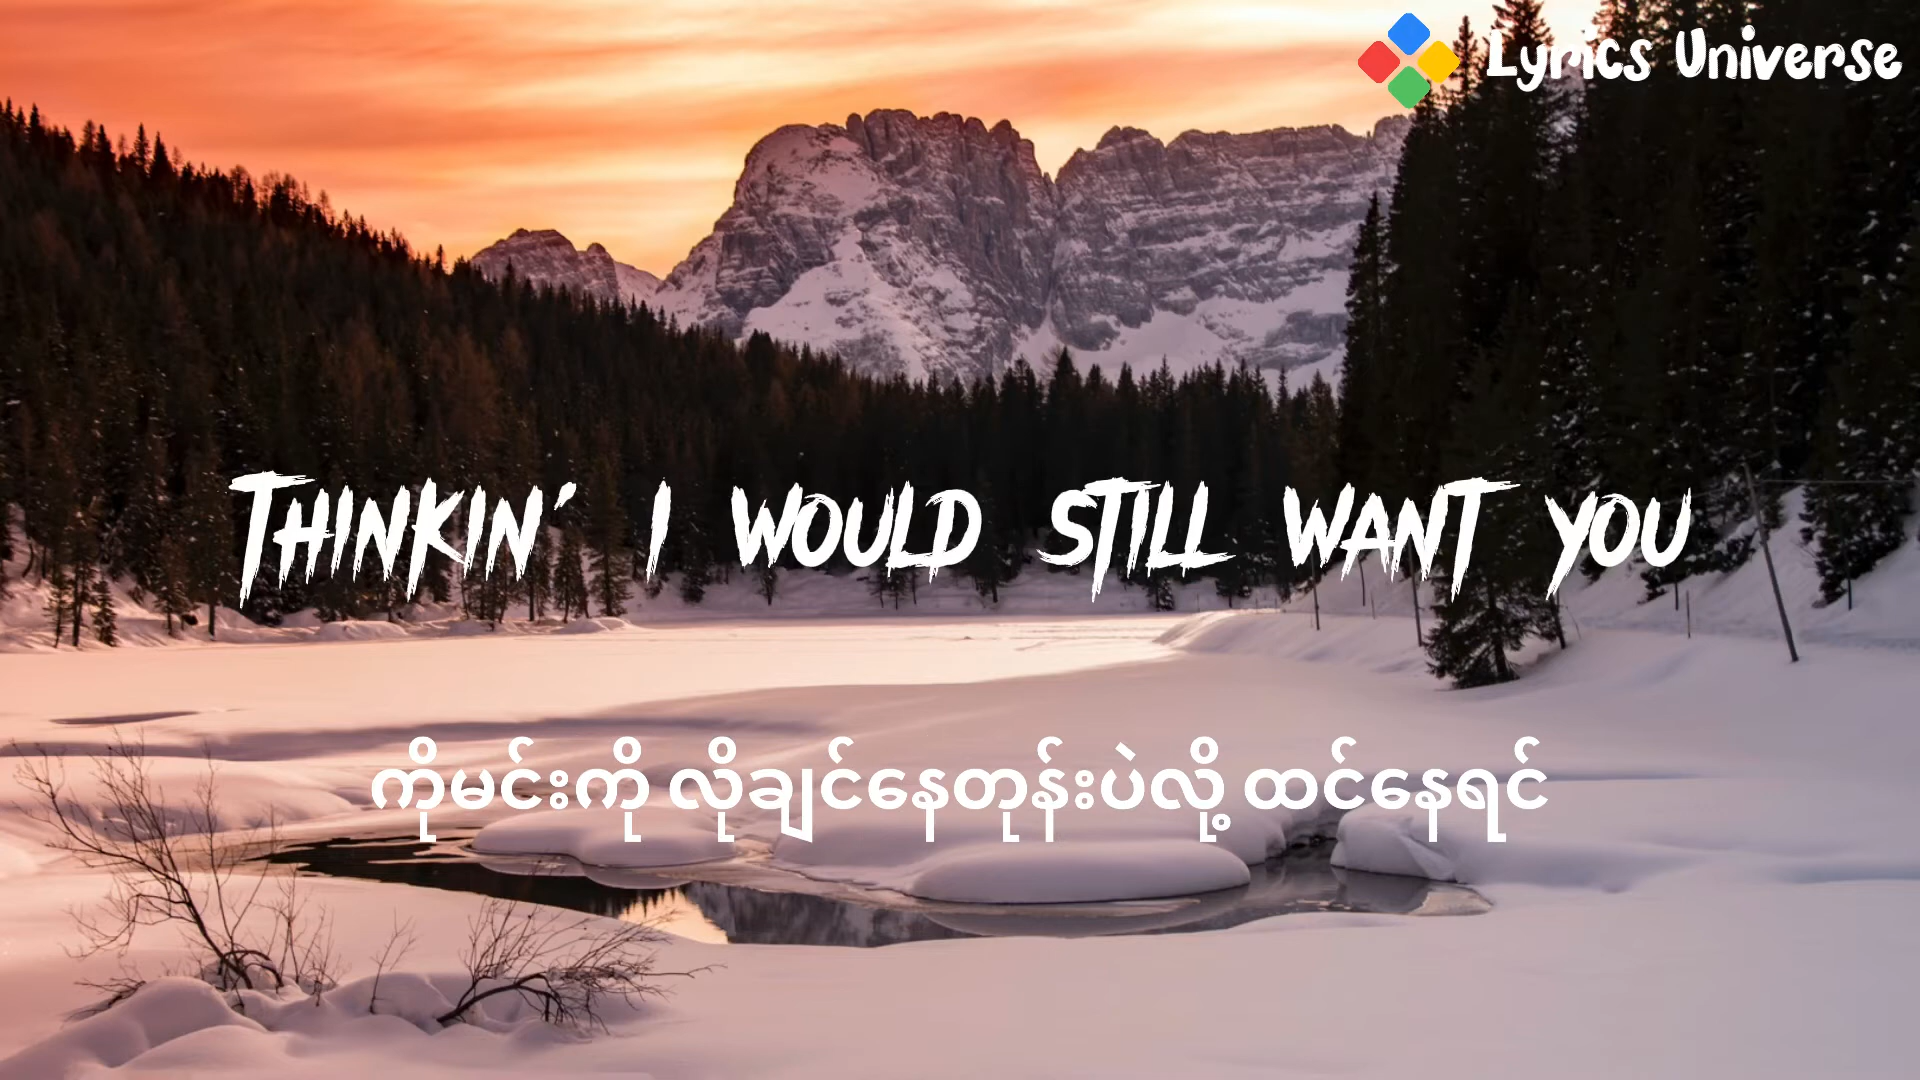 Lyrics Universe
THINKIN' I WOULD STILL WANT YOU
ကိုမင်းကို လိုချင်နေတုန်းပဲလို့ ထင်နေရင်